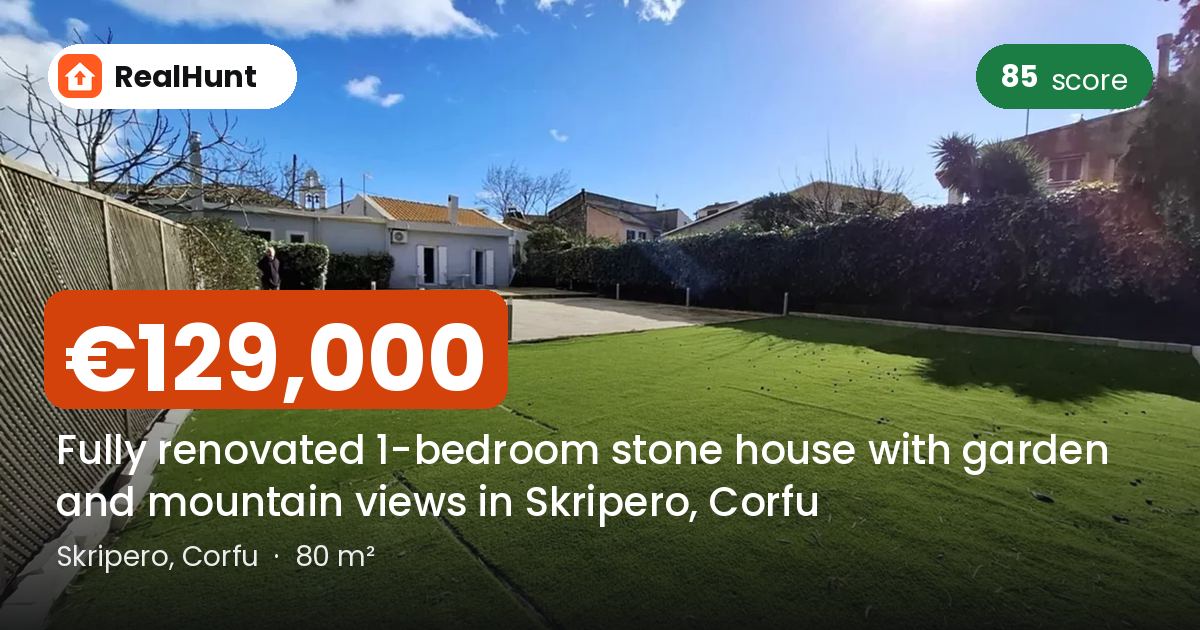 RealHunt
85 score
€129,000
Fully renovated 1-bedroom stone house with garden
and mountain views in Skripero, Corfu
Skripero, Corfu · 80 m²